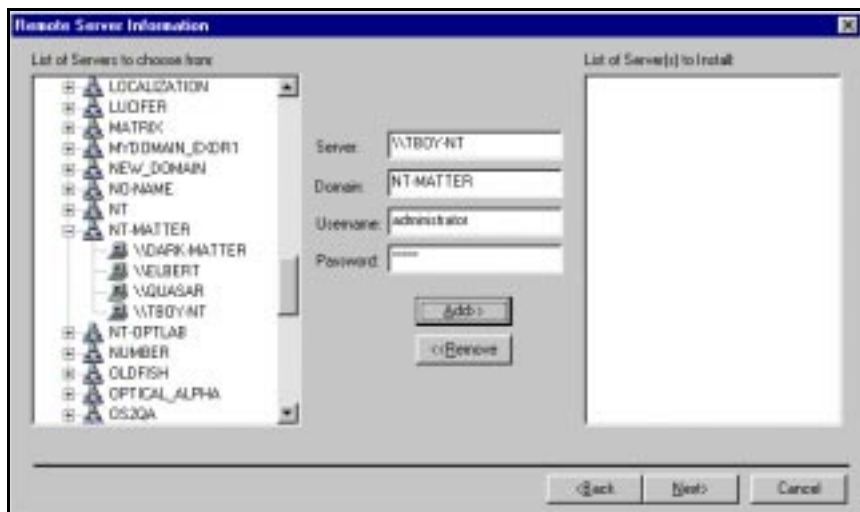 Remote Server Information
List of Servers to choose from:
LOCALIZATION
LUCIFER
MATRIX
MYDOMAIN_EXDR1
NEW_DOMAIN
NO-NAME
NT
NT-MATTER
\\DARK-MATTER
\\ELBERT
\\QUASAR
\\TBOY-NT
NT-OPTLAB
NUMBER
OLDFISH
OPTICAL_ALPHA
OS2QA
Server: \\TBOY-NT
Domain: NT-MATTER
Username: administrator
Password: *****
Add>>
<<Remove
List of Server(s) to Install:
<Back
Next>
Cancel